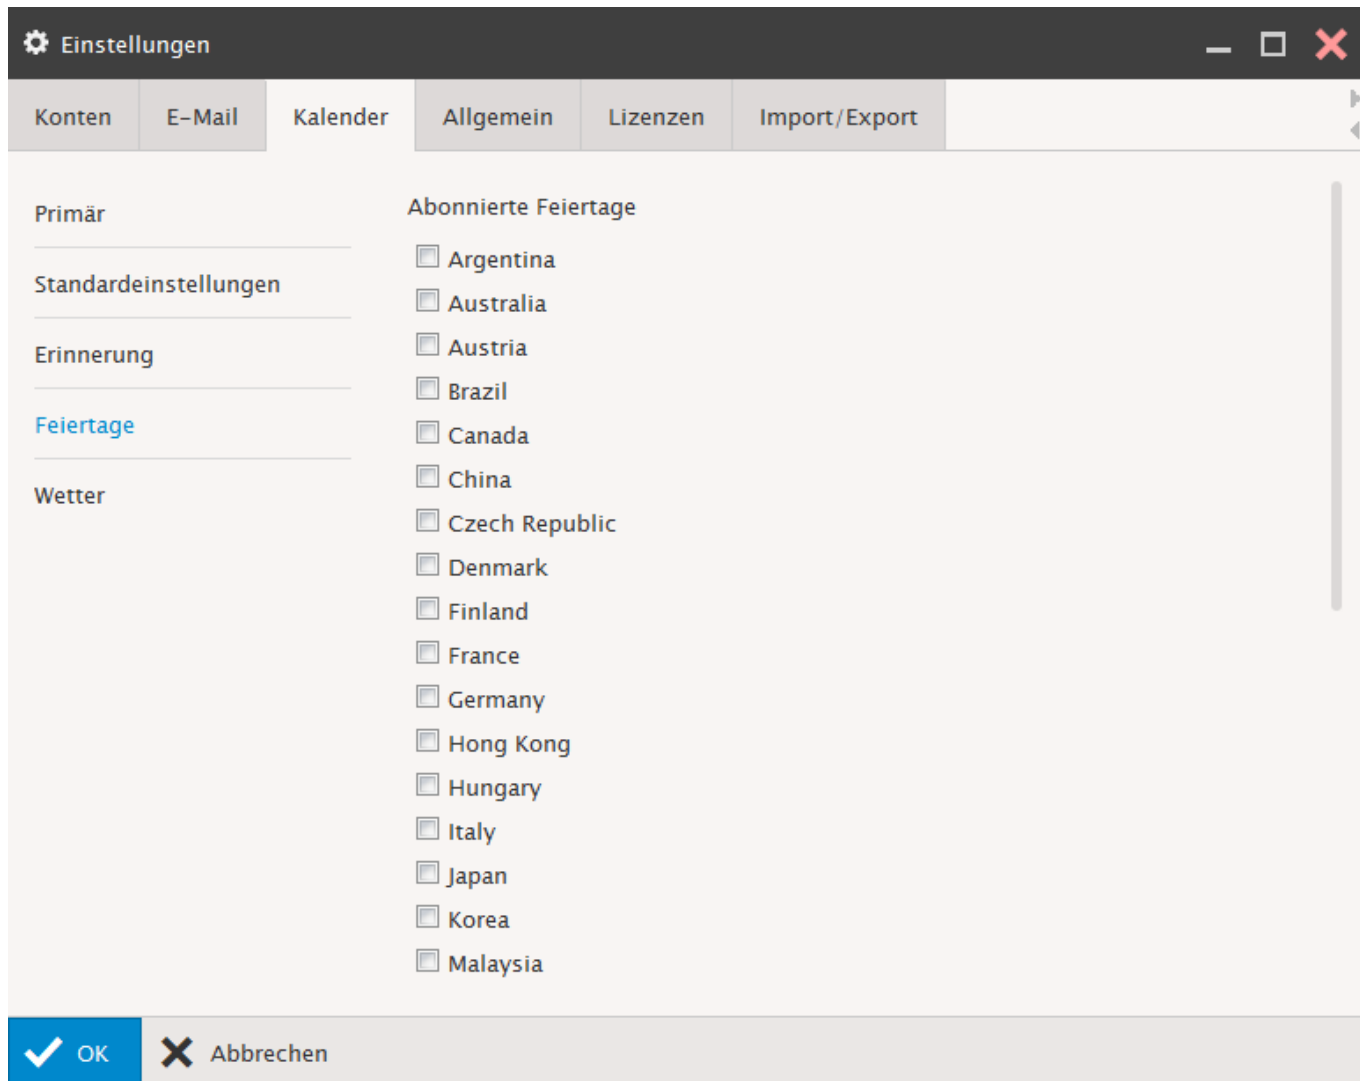 Einstellungen
Konten E-Mail Kalender Allgemein Lizenzen Import/Export
Primär
Standardeinstellungen
Erinnerung
Feiertage
Wetter
Abonnierte Feiertage
Argentina
Australia
Austria
Brazil
Canada
China
Czech Republic
Denmark
Finland
France
Germany
Hong Kong
Hungary
Italy
Japan
Korea
Malaysia
OK Abbrechen